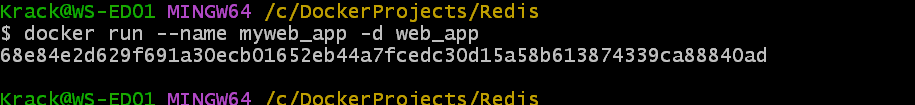 Krack@WS-ED01 MINGW64 /c/DockerProjects/Redis
$ docker run --name myweb_app -d web_app
68e84e2d629f691a30ecb01652eb44a7fcedc30d15a58b613874339ca88840ad
Krack@WS-ED01 MINGW64 /c/DockerProjects/Redis